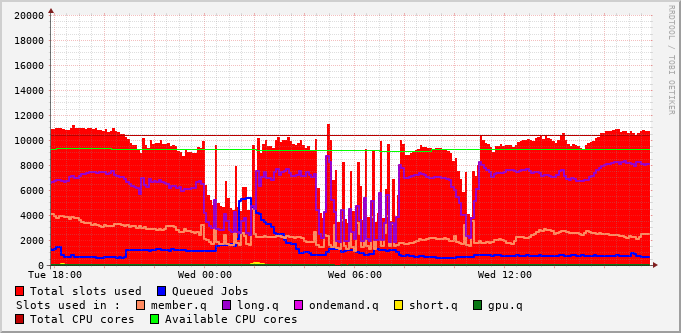 20000
18000
16000
14000
12000
10000
8000
6000
4000
2000
0
Tue 18:00 Wed 00:00 Wed 06:00 Wed 12:00
Total slots used Queued Jobs
Slots used in : member.q long.q ondemand.q short.q gpu.q
Total CPU cores Available CPU cores
RRDTOOL / TOBI OETIKER